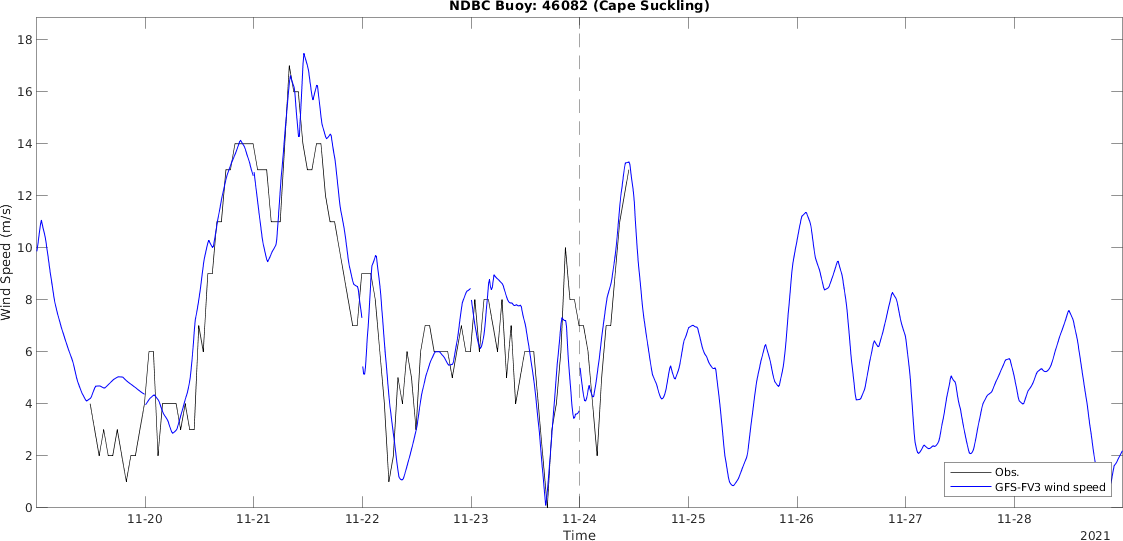 NDBC Buoy: 46082 (Cape Suckling)
18
16
14
12
10
8
6
4
2
0
Wind Speed (m/s)
Obs.
GFS-FV3 wind speed
11-20 11-21 11-22 11-23 11-24 11-25 11-26 11-27 11-28
Time
2021